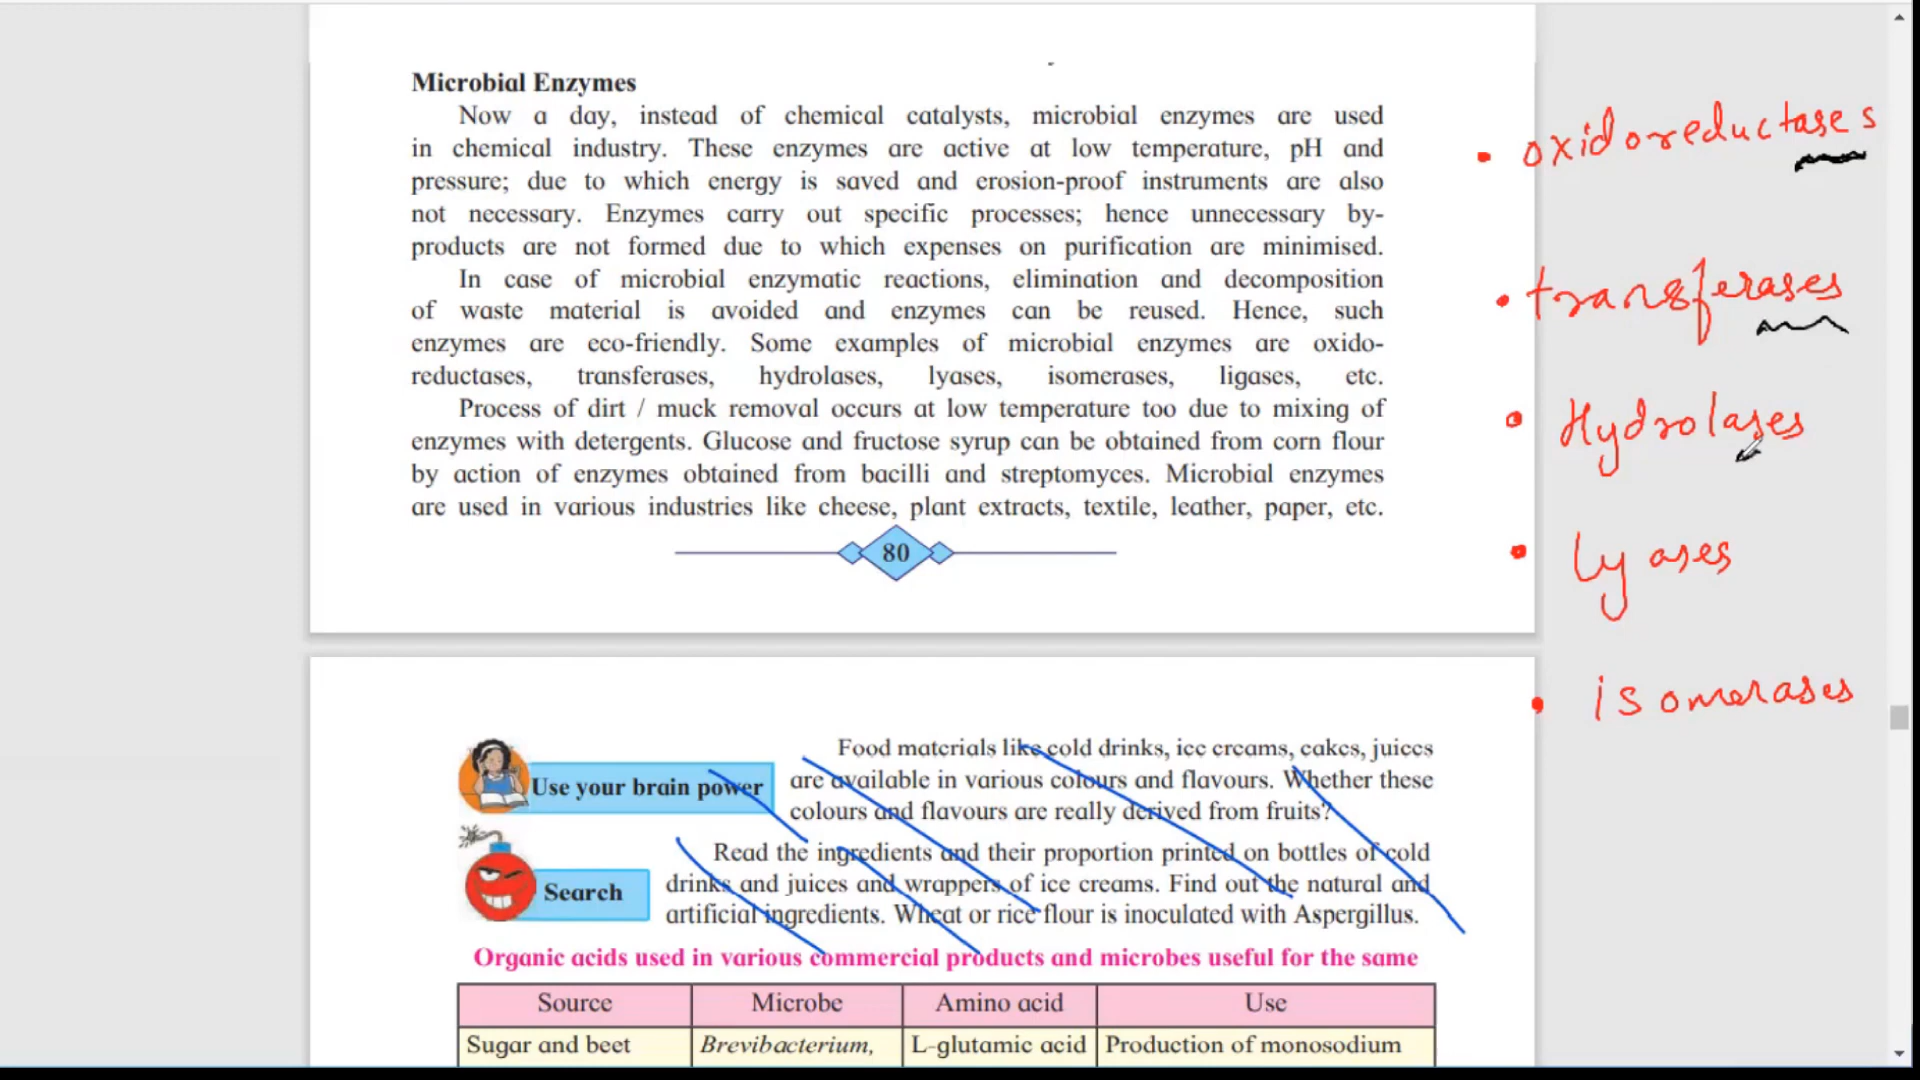 Microbial Enzymes
Now a day, instead of chemical catalysts, microbial enzymes are used
in chemical industry. These enzymes are active at low temperature, pH and
pressure; due to which energy is saved and erosion-proof instruments are also
not necessary. Enzymes carry out specific processes; hence unnecessary by-
products are not formed due to which expenses on purification are minimised.
In case of microbial enzymatic reactions, elimination and decomposition
of waste material is avoided and enzymes can be reused. Hence, such
enzymes are eco-friendly. Some examples of microbial enzymes are oxido-
reductases, transferases, hydrolases, lyases, isomerases, ligases, etc.
Process of dirt / muck removal occurs at low temperature too due to mixing of
enzymes with detergents. Glucose and fructose syrup can be obtained from corn flour
by action of enzymes obtained from bacilli and streptomyces. Microbial enzymes
are used in various industries like cheese, plant extracts, textile, leather, paper, etc.
80
• oxidoreductases
• transferases
• Hydrolases
• lyases
• isomerases
Use your brain power
Food materials like cold drinks, ice creams, cakes, juices
are available in various colours and flavours. Whether these
colours and flavours are really derived from fruits?
Search
Read the ingredients and their proportion printed on bottles of cold
drinks and juices and wrappers of ice creams. Find out the natural and
artificial ingredients. Wheat or rice flour is inoculated with Aspergillus.
Organic acids used in various commercial products and microbes useful for the same
Source Microbe Amino acid Use
Sugar and beet Brevibacterium, L-glutamic acid Production of monosodium